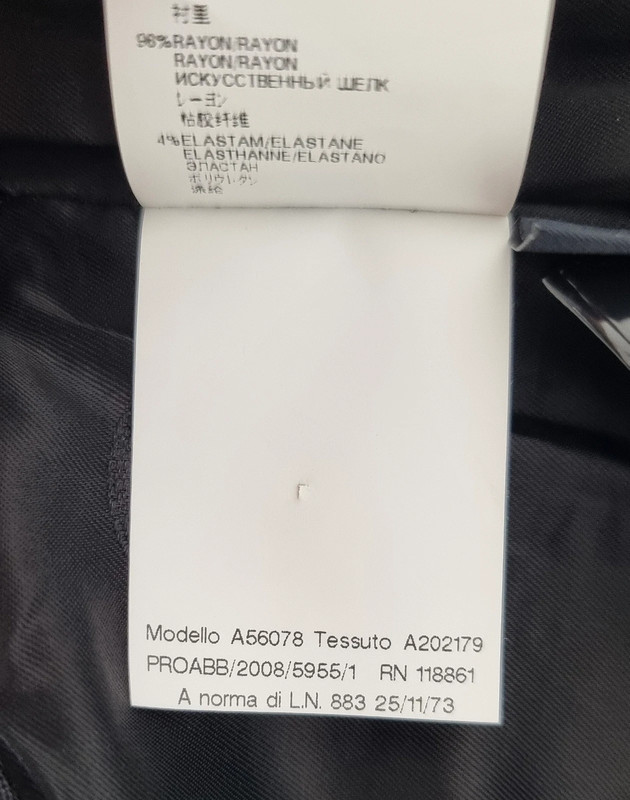 衬里
96%RAYON/RAYON
RAYON/RAYON
ИСКУССТВЕННЫЙ ШЕЛК
レーヨン
粘胶纤维
4%ELASTAM/ELASTANE
ELASTHANNE/ELASTANO
ЭЛАСТАН
ポリウレタン
Modello A56078 Tessuto A202179
PROABB/2008/5955/1 RN 118861
A norma di L.N. 883 25/11/73